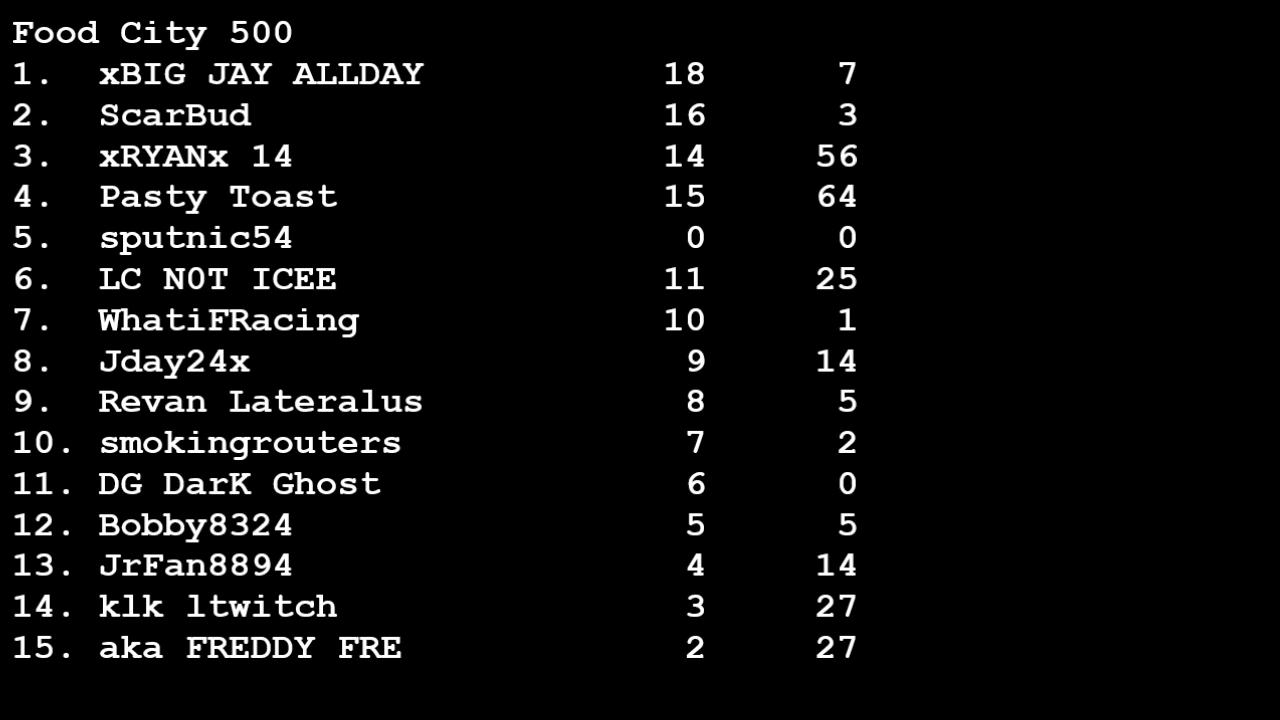 Food City 500
1. xBIG JAY ALLDAY 18 7
2. ScarBud 16 3
3. xRYANx 14 14 56
4. Pasty Toast 15 64
5. sputnic54 0 0
6. LC N0T ICEE 11 25
7. WhatiFRacing 10 1
8. Jday24x 9 14
9. Revan Lateralus 8 5
10. smokingrouters 7 2
11. DG DarK Ghost 6 0
12. Bobby8324 5 5
13. JrFan8894 4 14
14. klk ltwitch 3 27
15. aka FREDDY FRE 2 27